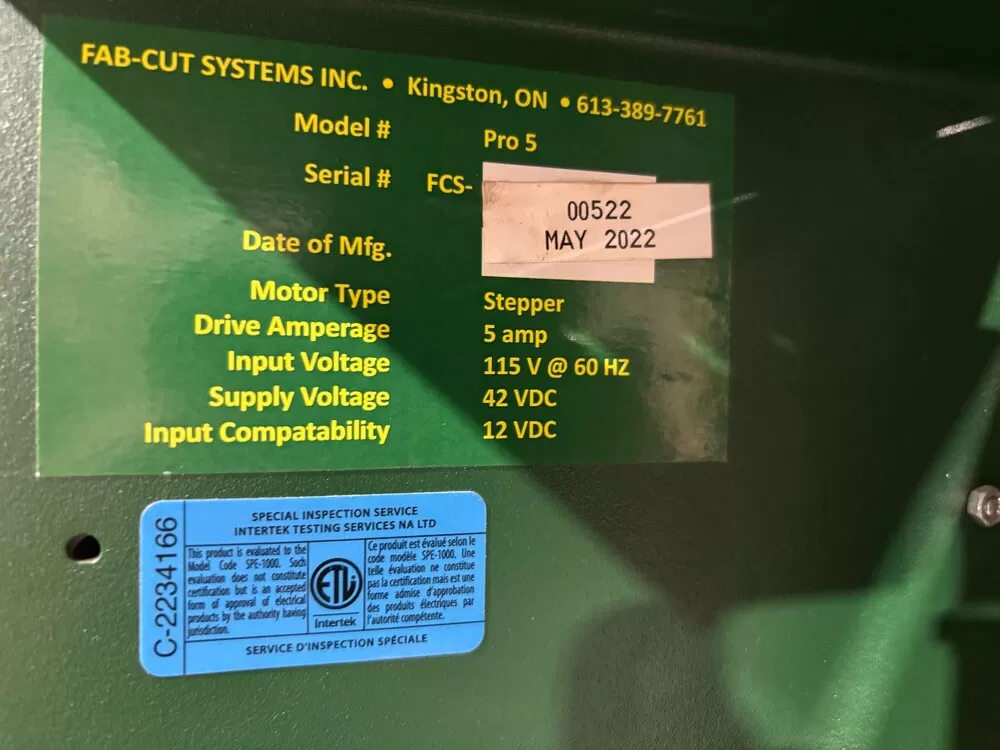 FAB-CUT SYSTEMS INC. • Kingston, ON • 613-389-7761
Model # Pro 5
Serial # FCS- 00522
Date of Mfg. MAY 2022
Motor Type Stepper
Drive Amperage 5 amp
Input Voltage 115 V @ 60 HZ
Supply Voltage 42 VDC
Input Compatability 12 VDC
C-2234166
SPECIAL INSPECTION SERVICE
INTERTEK TESTING SERVICES NA LTD
This product is evaluated to the
Model Code SPE-1000. Such
evaluation does not constitute
certification but is an accepted
form of approval of electrical
products by the authority having
jurisdiction.
ETL
Intertek
Ce produit est évalué selon le
code modèle SPE-1000. Une
telle évaluation ne constitue
pas la certification mais est une
forme admise d'approbation
des produits électriques par
l'autorité compétente.
SERVICE D'INSPECTION SPÉCIALE